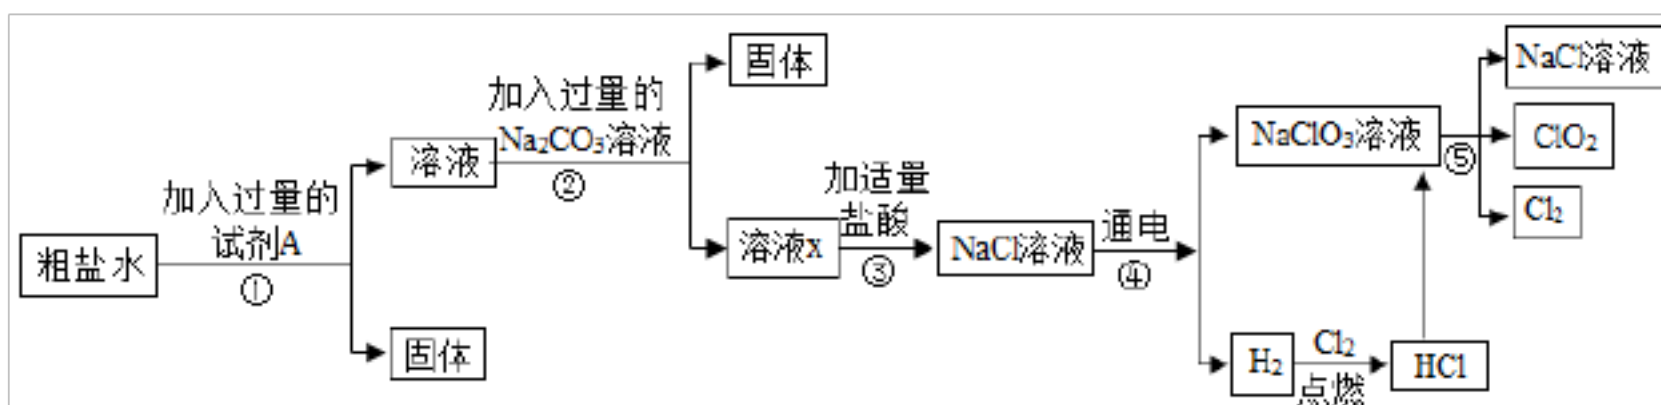 粗盐水
加入过量的
试剂A
①
溶液
固体
加入过量的
Na₂CO₃溶液
②
固体
溶液x
加适量
盐酸
③
NaCl溶液
通电
④
NaClO₃溶液
H₂
Cl₂
点燃
HCl
⑤
NaCl溶液
ClO₂
Cl₂